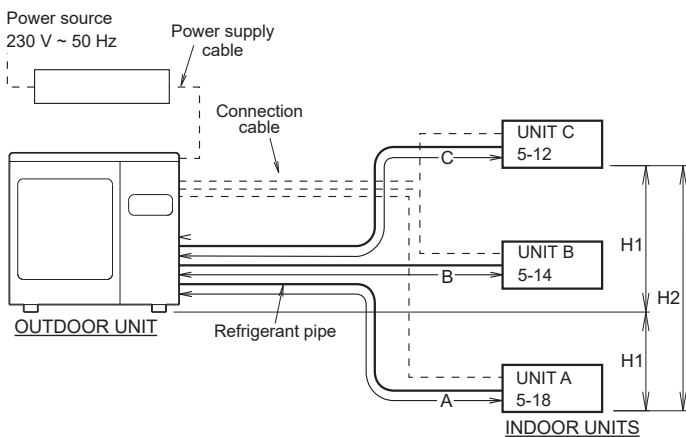 Power source
230 V ~ 50 Hz
Power supply
cable
Connection
cable
UNIT C
5-12
C
UNIT B
5-14
B
H1
H2
OUTDOOR UNIT
Refrigerant pipe
H1
UNIT A
5-18
A
INDOOR UNITS